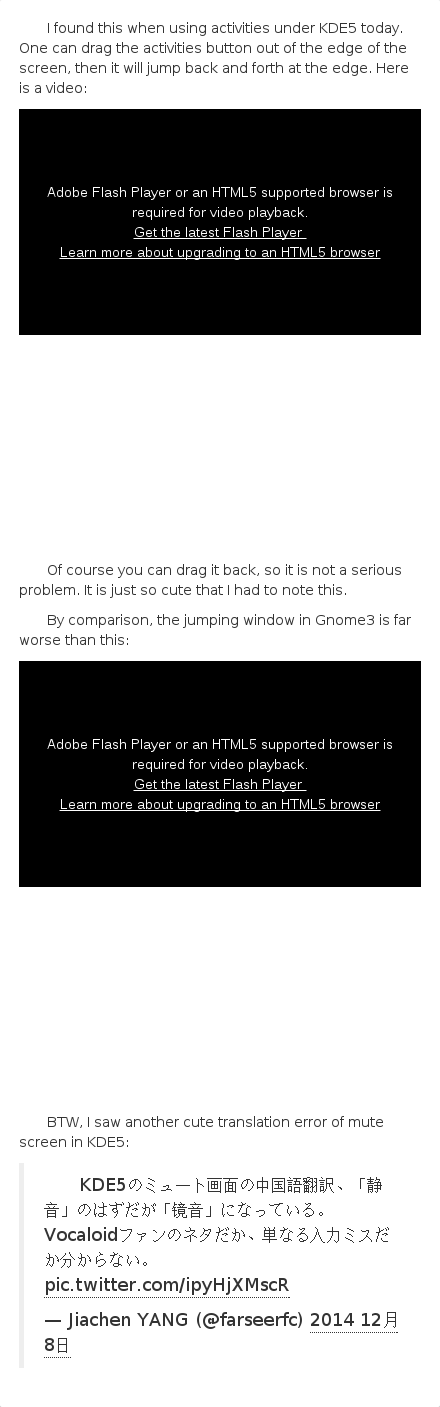 I found this when using activities under KDE5 today.
One can drag the activities button out of the edge of the
screen, then it will jump back and forth at the edge. Here
is a video:
Adobe Flash Player or an HTML5 supported browser is
required for video playback.
Get the latest Flash Player
Learn more about upgrading to an HTML5 browser
Of course you can drag it back, so it is not a serious
problem. It is just so cute that I had to note this.
By comparison, the jumping window in Gnome3 is far
worse than this:
Adobe Flash Player or an HTML5 supported browser is
required for video playback.
Get the latest Flash Player
Learn more about upgrading to an HTML5 browser
BTW, I saw another cute translation error of mute
screen in KDE5:
KDE5のミュート画面の中国語翻訳、「静
音」のはずだが「镜音」になっている。
Vocaloidファンのネタだか、単なる入力ミスだ
か分からない。
pic.twitter.com/ipyHjXMscR
— Jiachen YANG (@farseerfc) 2014 12月
8日